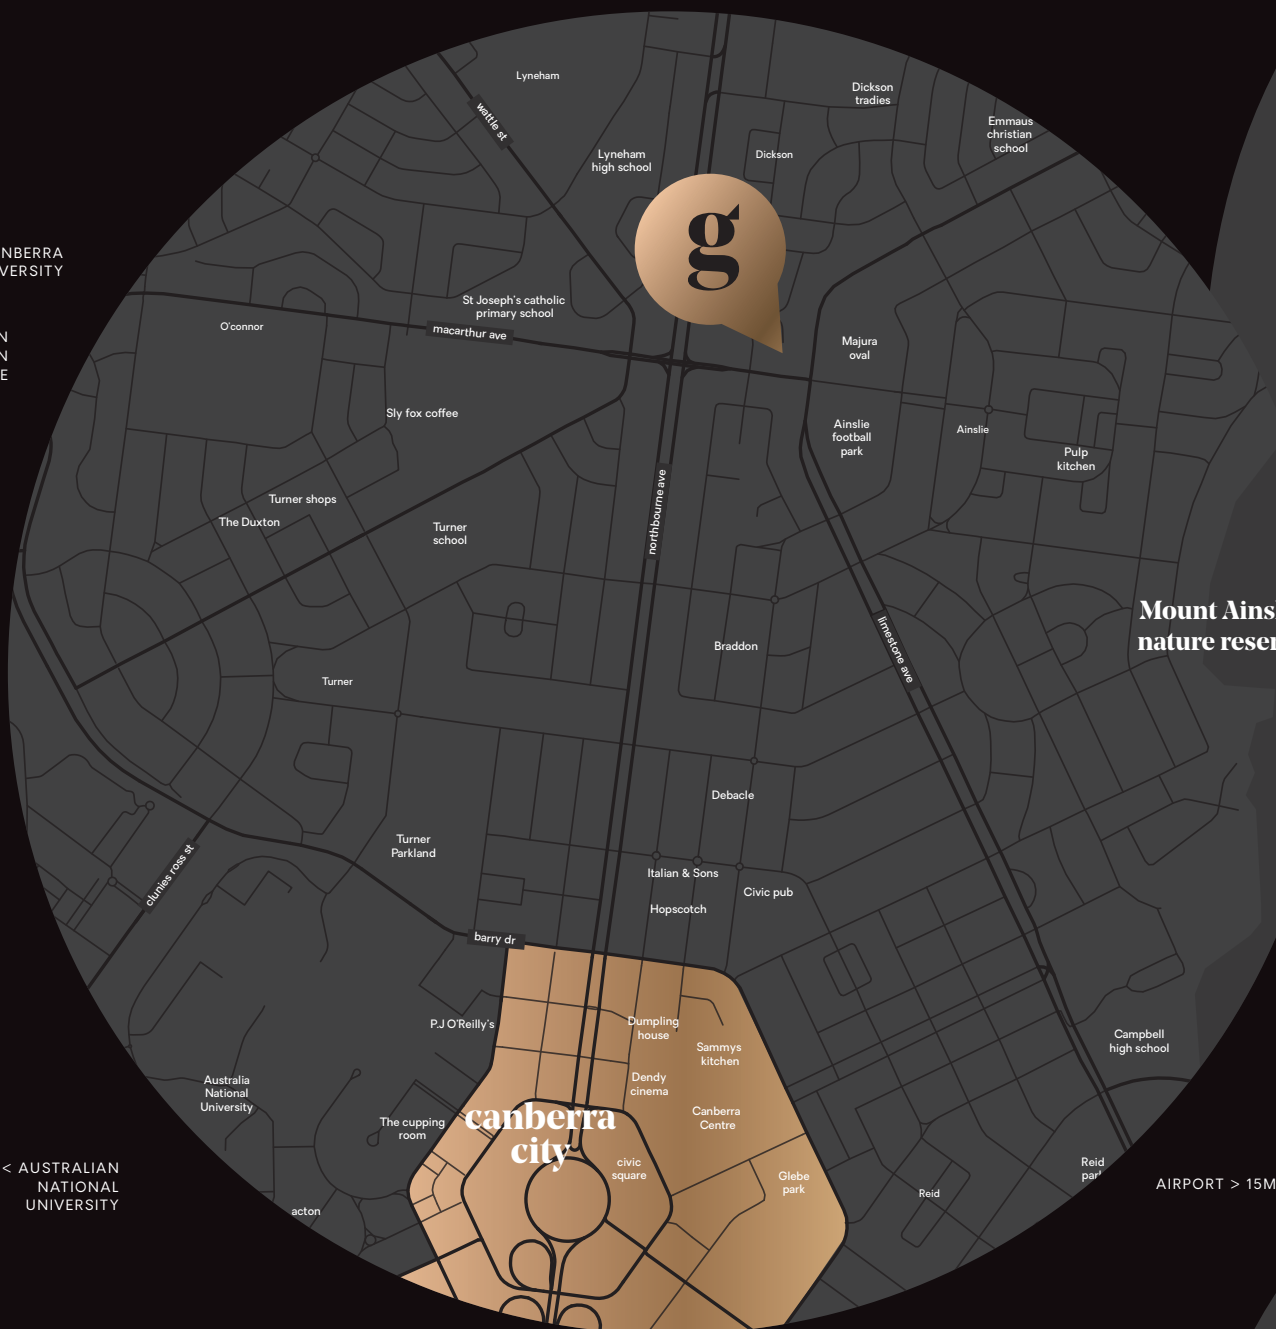 Lyneham
Dickson
tradies
Emmaus
christian
school
wattle st
Lyneham
high school
Dickson
g
NBERRA
VERSITY
St Joseph's catholic
primary school
O'connor
macarthur ave
N
N
E
Majura
oval
Sly fox coffee
Ainslie
football
park
Ainslie
Pulp
kitchen
Turner shops
The Duxton
Turner
school
northbourne ave
Mount Ains
nature reser
limestone ave
Braddon
Turner
Debacle
Turner
Parkland
clunies ross st
Italian & Sons
Civic pub
Hopscotch
barry dr
P.J O'Reilly's
Dumpling
house
Sammys
kitchen
Campbell
high school
Australia
National
University
Dendy
cinema
The cupping
room
canberra
city
Canberra
Centre
civic
square
Glebe
park
Reid
Reid
park
< AUSTRALIAN
NATIONAL
UNIVERSITY
AIRPORT > 15M
acton